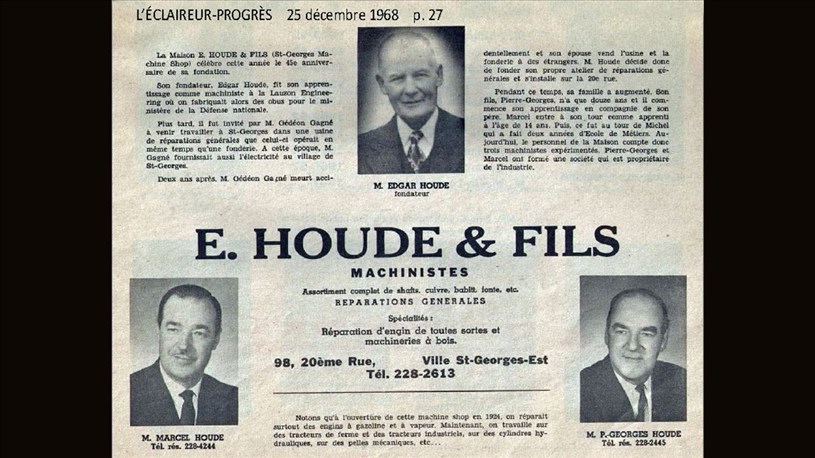 L'ÉCLAIREUR-PROGRÈS 25 décembre 1968 p. 27
La Maison E. HOUDE & FILS (St-Georges Ma-
chine Shop) célèbre cette année le 45e anniver-
saire de sa fondation.
Son fondateur, Edgar Houde, fit son appren-
tissage comme machiniste à la Lauzon Enginee-
ring où on fabriquait alors des obus pour le mi-
nistère de la Défense nationale.
Plus tard, il fut invité par M. Gédéon Gagné
à venir travailler à St-Georges dans une usine
de réparations générales que celui-ci opérait en
même temps qu'une fonderie. A cette époque, M.
Gagné fournissait aussi l'électricité au village de
St-Georges.
Deux ans après, M. Gédéon Gagné meurt acci-
dentellement et son épouse vend l'usine et la
fonderie à des étrangers. M. Houde décide donc
de fonder son propre atelier de réparations gé-
nérales et s'installe sur la 20e rue.
Pendant ce temps, sa famille a augmenté. Son
fils, Pierre-Georges, n'a que douze ans et il com-
mence son apprentissage en compagnie de son
père. Marcel entre à son tour comme apprenti
à l'âge de 14 ans. Puis, ce fut au tour de Michel
qui a fait deux années d'Ecole de Métiers. Au-
jourd'hui, le personnel de la Maison compte donc
trois machinistes expérimentés. Pierre-Georges et
Marcel ont formé une société qui est propriétaire
de l'industrie.
M. EDGAR HOUDE
fondateur
E. HOUDE & FILS
MACHINISTES
Assortiment complet de shafts, cuivre, babitt, fonte, etc.
REPARATIONS GENERALES
Spécialités :
Réparation d'engin de toutes sortes et
machineries à bois.
98, 20ème Rue, Ville St-Georges-Est
Tél. 228-2613
M. MARCEL HOUDE
Tél. rés. 228-4244
Notons qu'à l'ouverture de cette machine shop en 1924, on réparait
surtout des engins à gasoline et à vapeur. Maintenant, on travaille sur
des tracteurs de ferme et des tracteurs industriels, sur des cylindres hy-
drauliques, sur des pelles mécaniques, etc...
M. P.-GEORGES HOUDE
Tél. rés. 228-2445